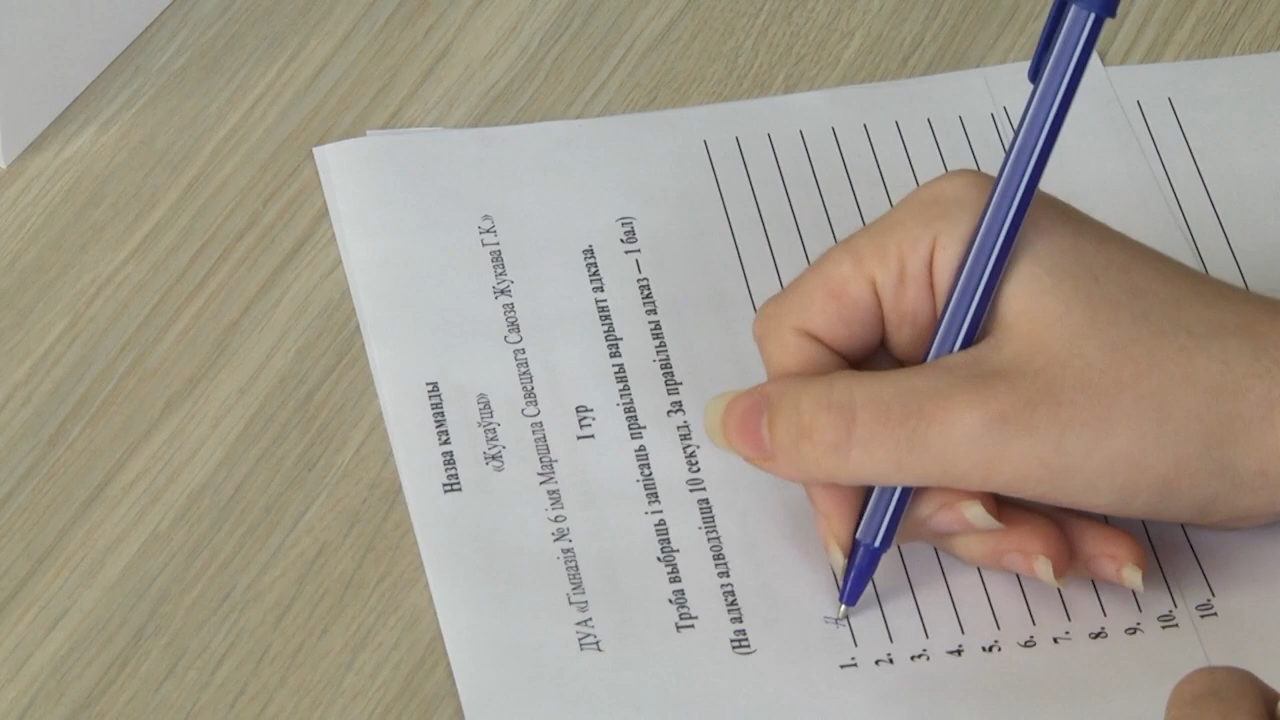 Назва каманды
«Жукаўцы»
ДУА «Гімназія № 6 імя Маршала Савецкага Саюза Жукава Г.К.»
І тур
Трэба выбраць і запісаць правільны варыянт адказа.
(На адказ адводзіцца 10 секунд. За правільны адказ – 1 бал)
1.
2.
3.
4.
5.
6.
7.
8.
9.
10.
10.